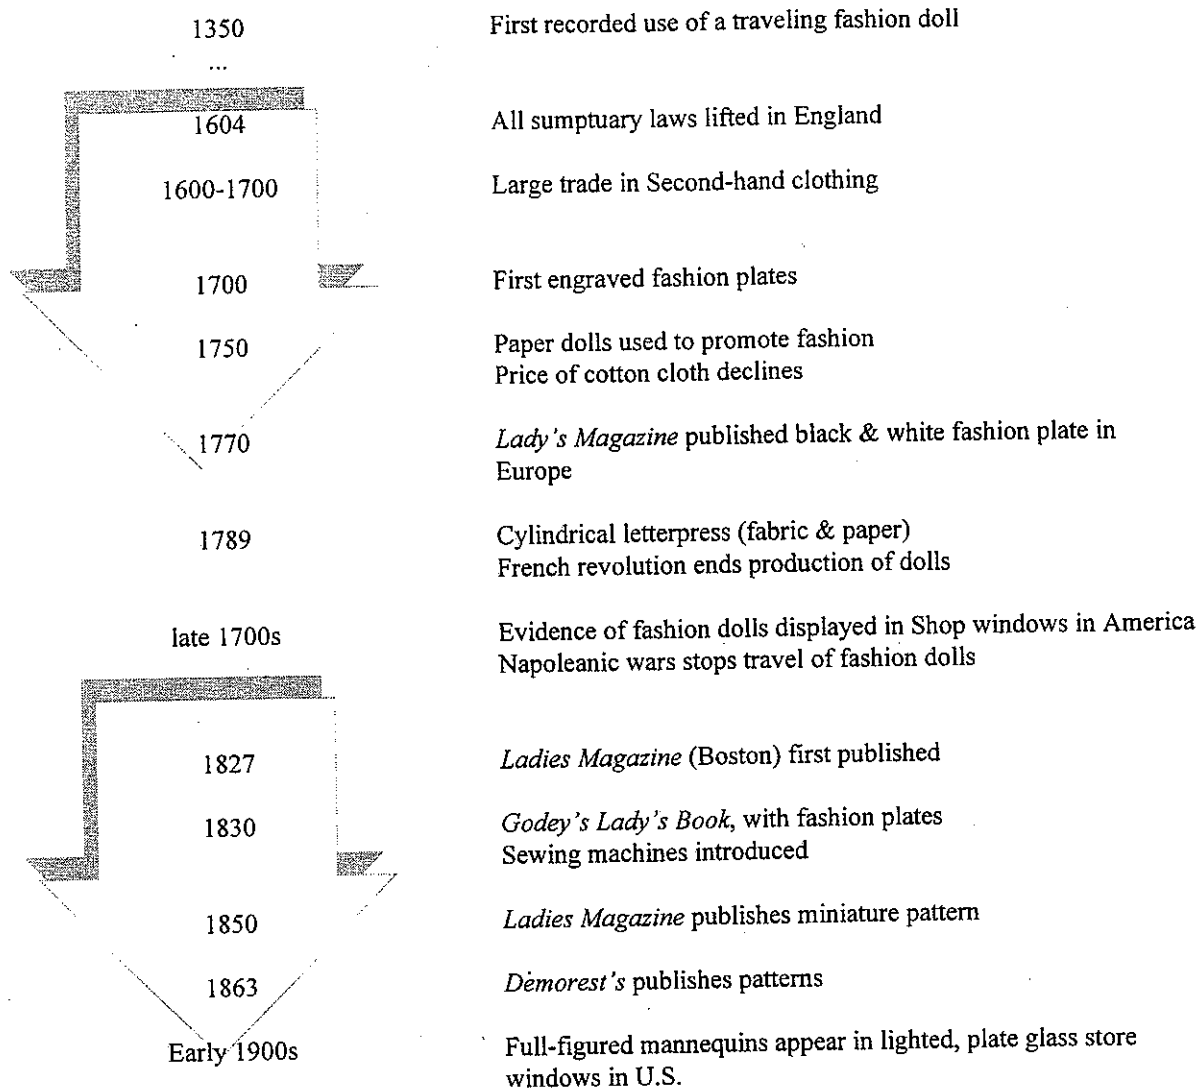 1350 First recorded use of a traveling fashion doll
...
1604 All sumptuary laws lifted in England
1600-1700 Large trade in Second-hand clothing
1700 First engraved fashion plates
1750 Paper dolls used to promote fashion
Price of cotton cloth declines
1770 Lady's Magazine published black & white fashion plate in
Europe
1789 Cylindrical letterpress (fabric & paper)
French revolution ends production of dolls
late 1700s Evidence of fashion dolls displayed in Shop windows in America
Napoleanic wars stops travel of fashion dolls
1827 Ladies Magazine (Boston) first published
1830 Godey's Lady's Book, with fashion plates
Sewing machines introduced
1850 Ladies Magazine publishes miniature pattern
1863 Demorest's publishes patterns
Early 1900s Full-figured mannequins appear in lighted, plate glass store
windows in U.S.